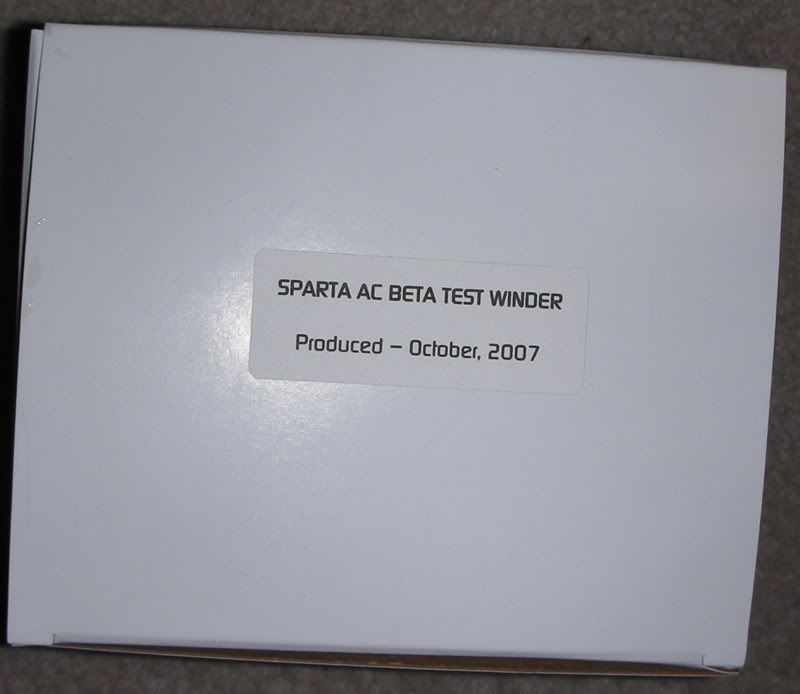 SPARTA AC BETA TEST WINDER
Produced – October, 2007